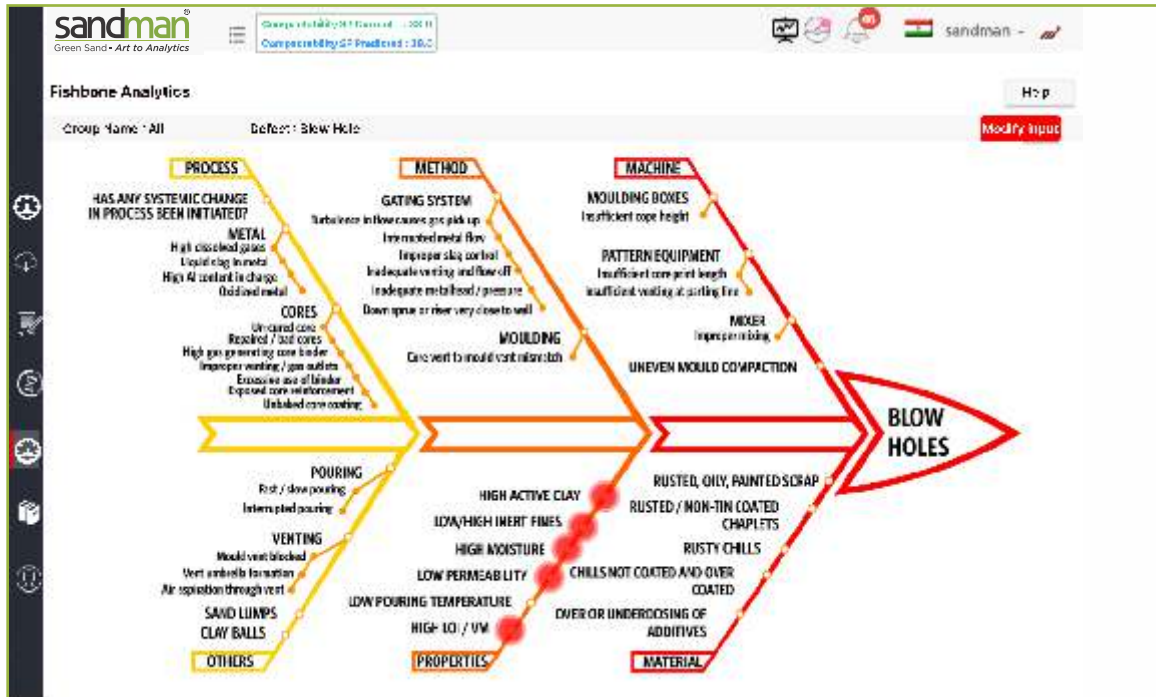 sandman®
Green Sand • Art to Analytics
Compactability SP Predicted : 38.0
sandman
Fishbone Analytics
Help
Group Name : All
Defect : Blow Hole
Modify Input
PROCESS
HAS ANY SYSTEMIC CHANGE
IN PROCESS BEEN INITIATED?
METAL
High dissolved gases
Liquid slag in metal
High Al content in charge
Oxidized metal
CORES
Un-cured core
Repaired / bad cores
High gas generating core binder
Improper venting / gas outlets
Excessive use of binder
Exposed core reinforcement
Unbaked core coating
METHOD
GATING SYSTEM
Turbulence in flow causes gas pick up
Interrupted metal flow
Improper slag control
Inadequate venting and flow off
Inadequate metalhead / pressure
Down sprue or riser very close to well
MOULDING
Core vent to mould vent mismatch
MACHINE
MOULDING BOXES
Insufficient cope height
PATTERN EQUIPMENT
Insufficient core print length
Insufficient venting at parting line
MIXER
Improper mixing
UNEVEN MOULD COMPACTION
BLOW
HOLES
POURING
Fast / slow pouring
Interrupted pouring
VENTING
Mould vent blocked
Vent umbrella formation
Air aspiration through vent
SAND LUMPS
CLAY BALLS
OTHERS
HIGH ACTIVE CLAY
LOW/HIGH INERT FINES
HIGH MOISTURE
LOW PERMEABILITY
LOW POURING TEMPERATURE
HIGH LOI / VM
PROPERTIES
RUSTED, OILY, PAINTED SCRAP
RUSTED / NON-TIN COATED
CHAPLETS
RUSTY CHILLS
CHILLS NOT COATED AND OVER
COATED
OVER OR UNDERDOSING OF
ADDITIVES
MATERIAL